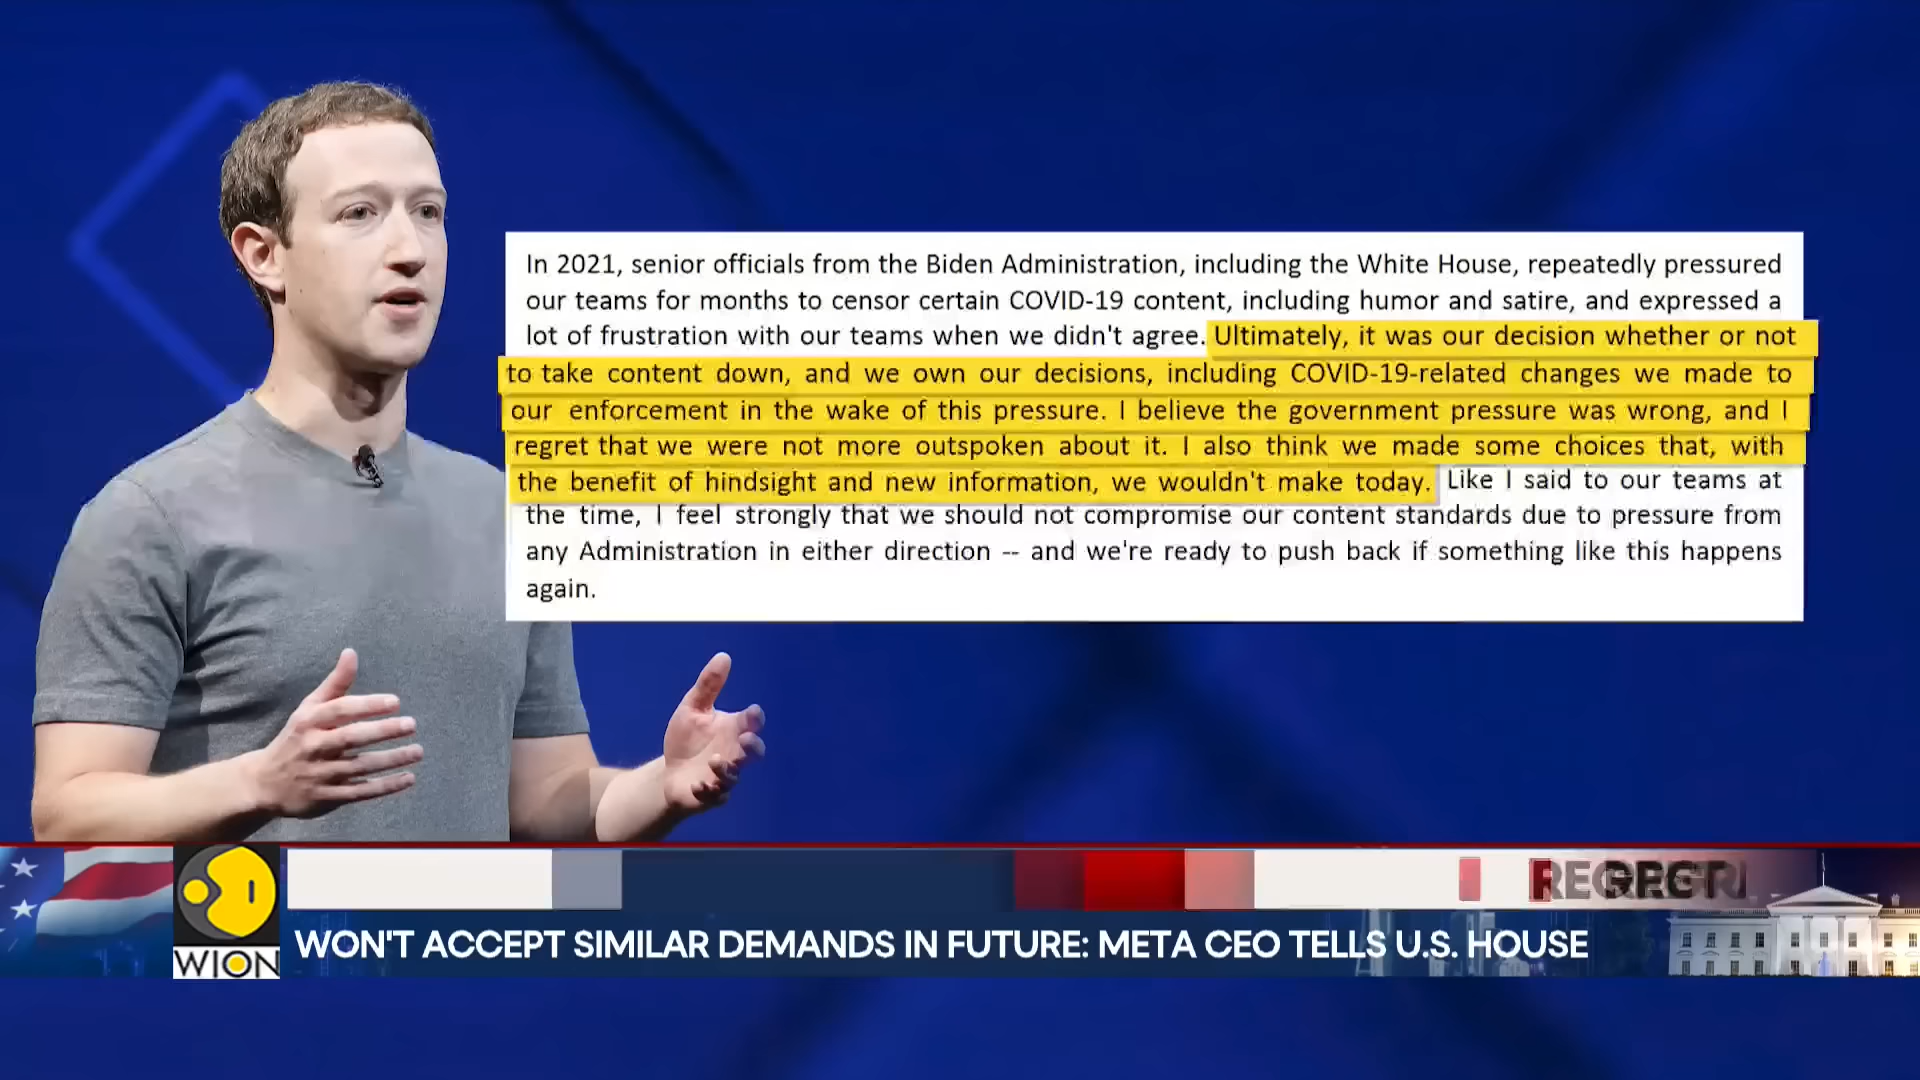 In 2021, senior officials from the Biden Administration, including the White House, repeatedly pressured
our teams for months to censor certain COVID-19 content, including humor and satire, and expressed a
lot of frustration with our teams when we didn't agree. Ultimately, it was our decision whether or not
to take content down, and we own our decisions, including COVID-19-related changes we made to
our enforcement in the wake of this pressure. I believe the government pressure was wrong, and I
regret that we were not more outspoken about it. I also think we made some choices that, with
the benefit of hindsight and new information, we wouldn't make today. Like I said to our teams at
the time, I feel strongly that we should not compromise our content standards due to pressure from
any Administration in either direction -- and we're ready to push back if something like this happens
again.
WION
WON'T ACCEPT SIMILAR DEMANDS IN FUTURE: META CEO TELLS U.S. HOUSE